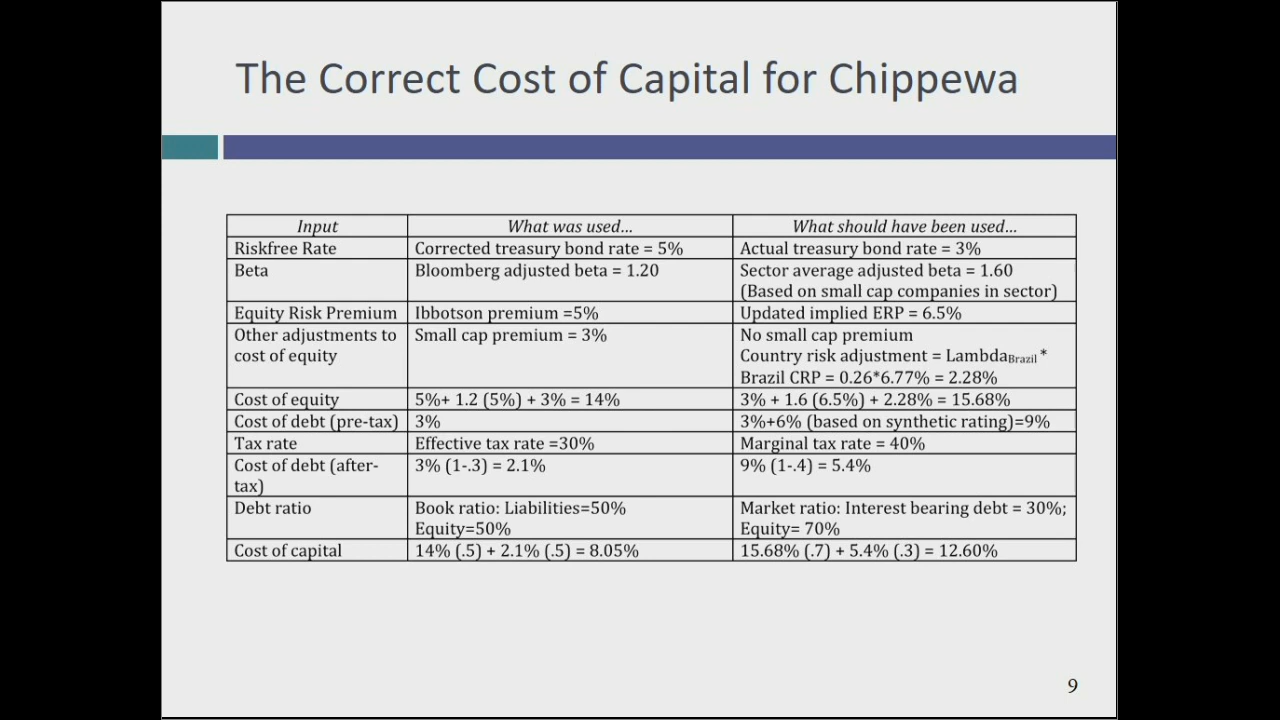 The Correct Cost of Capital for Chippewa
Input What was used… What should have been used…
Riskfree Rate Corrected treasury bond rate = 5% Actual treasury bond rate = 3%
Beta Bloomberg adjusted beta = 1.20 Sector average adjusted beta = 1.60
(Based on small cap companies in sector)
Equity Risk Premium Ibbotson premium =5% Updated implied ERP = 6.5%
Other adjustments to Small cap premium = 3% No small cap premium
cost of equity Country risk adjustment = LambdaBrazil *
Brazil CRP = 0.26*6.77% = 2.28%
Cost of equity 5%+ 1.2 (5%) + 3% = 14% 3% + 1.6 (6.5%) + 2.28% = 15.68%
Cost of debt (pre-tax) 3% 3%+6% (based on synthetic rating)=9%
Tax rate Effective tax rate =30% Marginal tax rate = 40%
Cost of debt (after- 3% (1-.3) = 2.1% 9% (1-.4) = 5.4%
tax)
Debt ratio Book ratio: Liabilities=50% Market ratio: Interest bearing debt = 30%;
Equity=50% Equity= 70%
Cost of capital 14% (.5) + 2.1% (.5) = 8.05% 15.68% (.7) + 5.4% (.3) = 12.60%
9